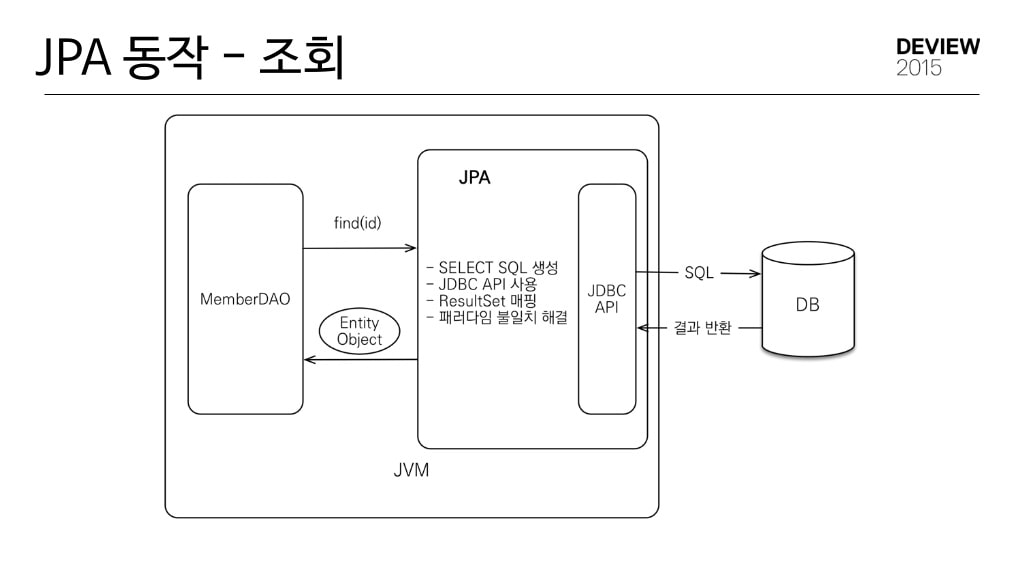 JPA 동작 - 조회
DEVIEW
2015
JPA
find(id)
MemberDAO
Entity
Object
- SELECT SQL 생성
- JDBC API 사용
- ResultSet 매핑
- 패러다임 불일치 해결
JDBC
API
SQL
결과 반환
DB
JVM